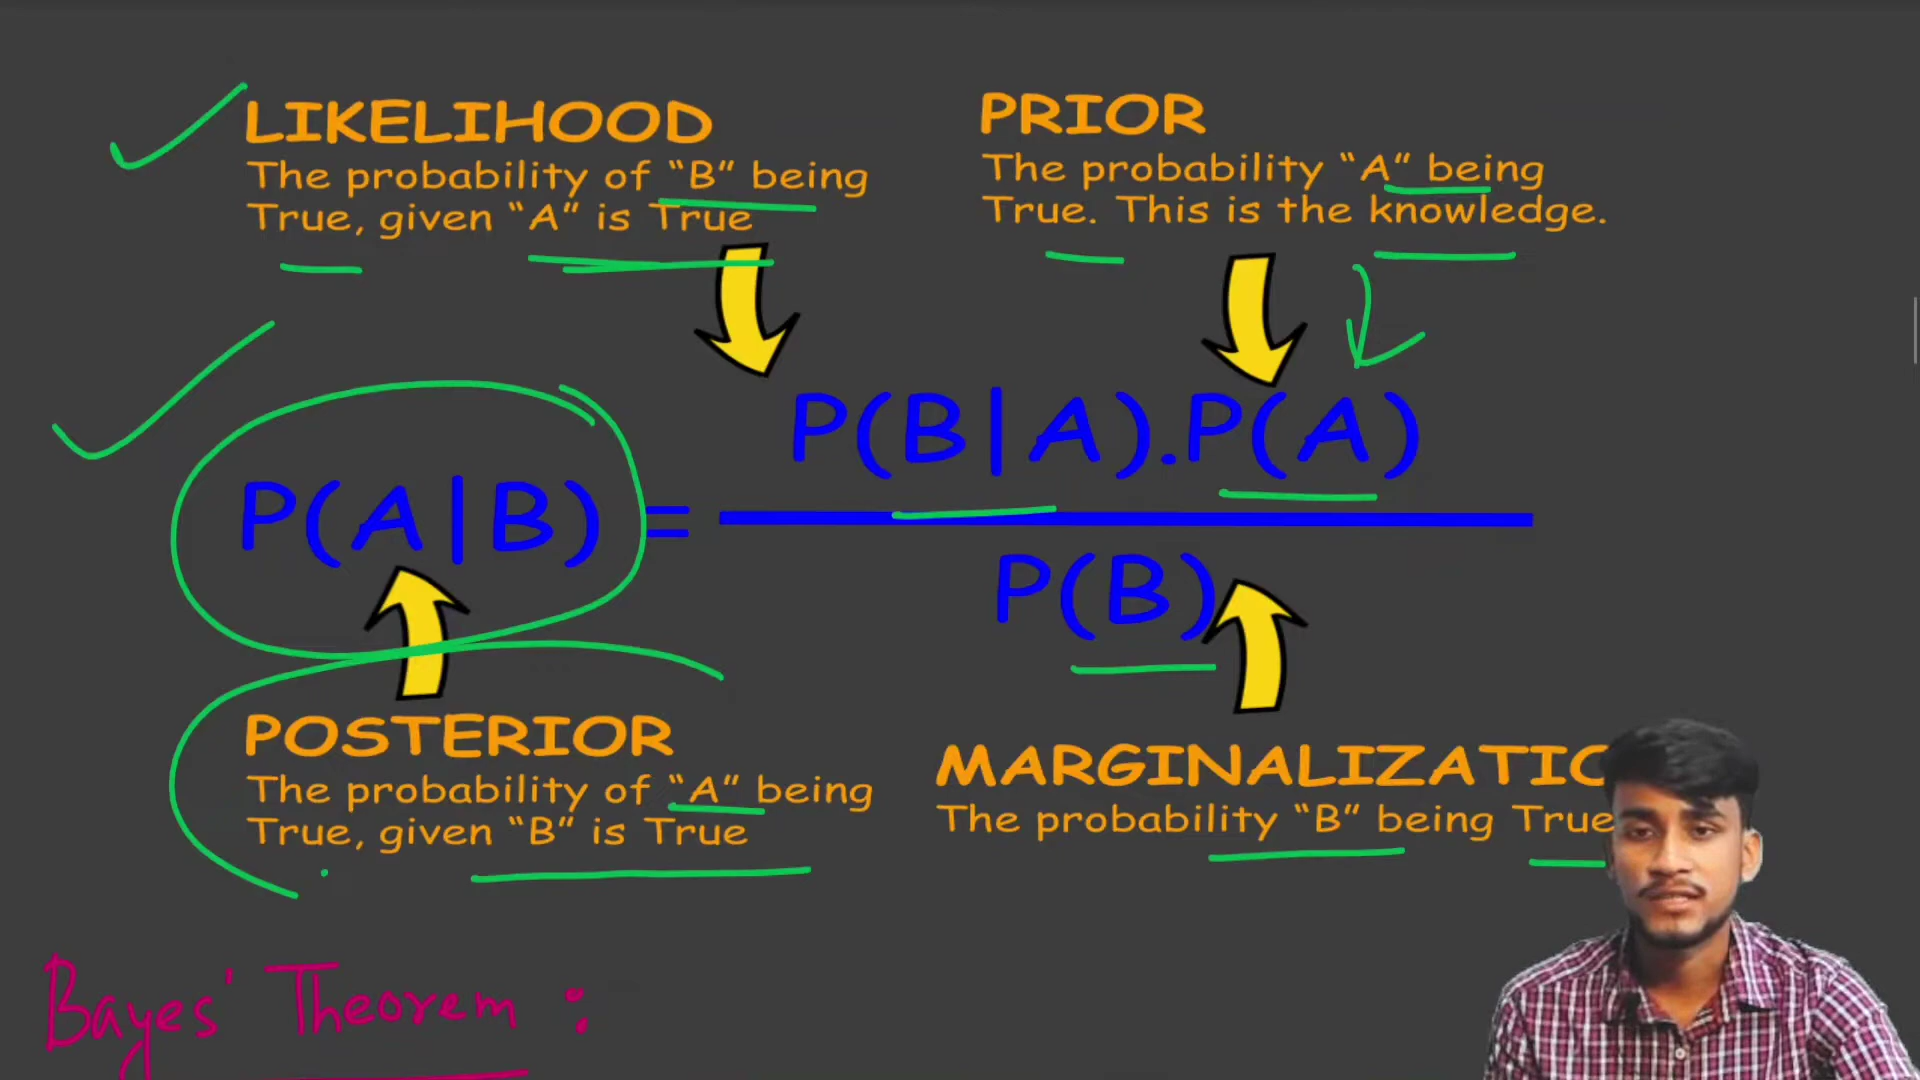 LIKELIHOOD
The probability of “B” being
True, given “A” is True
PRIOR
The probability “A” being
True. This is the knowledge.
P(A|B) =
P(B|A).P(A)
P(B)
POSTERIOR
The probability of “A” being
True, given “B” is True
MARGINALIZATIO
The probability “B” being True
Bayes' Theorem :